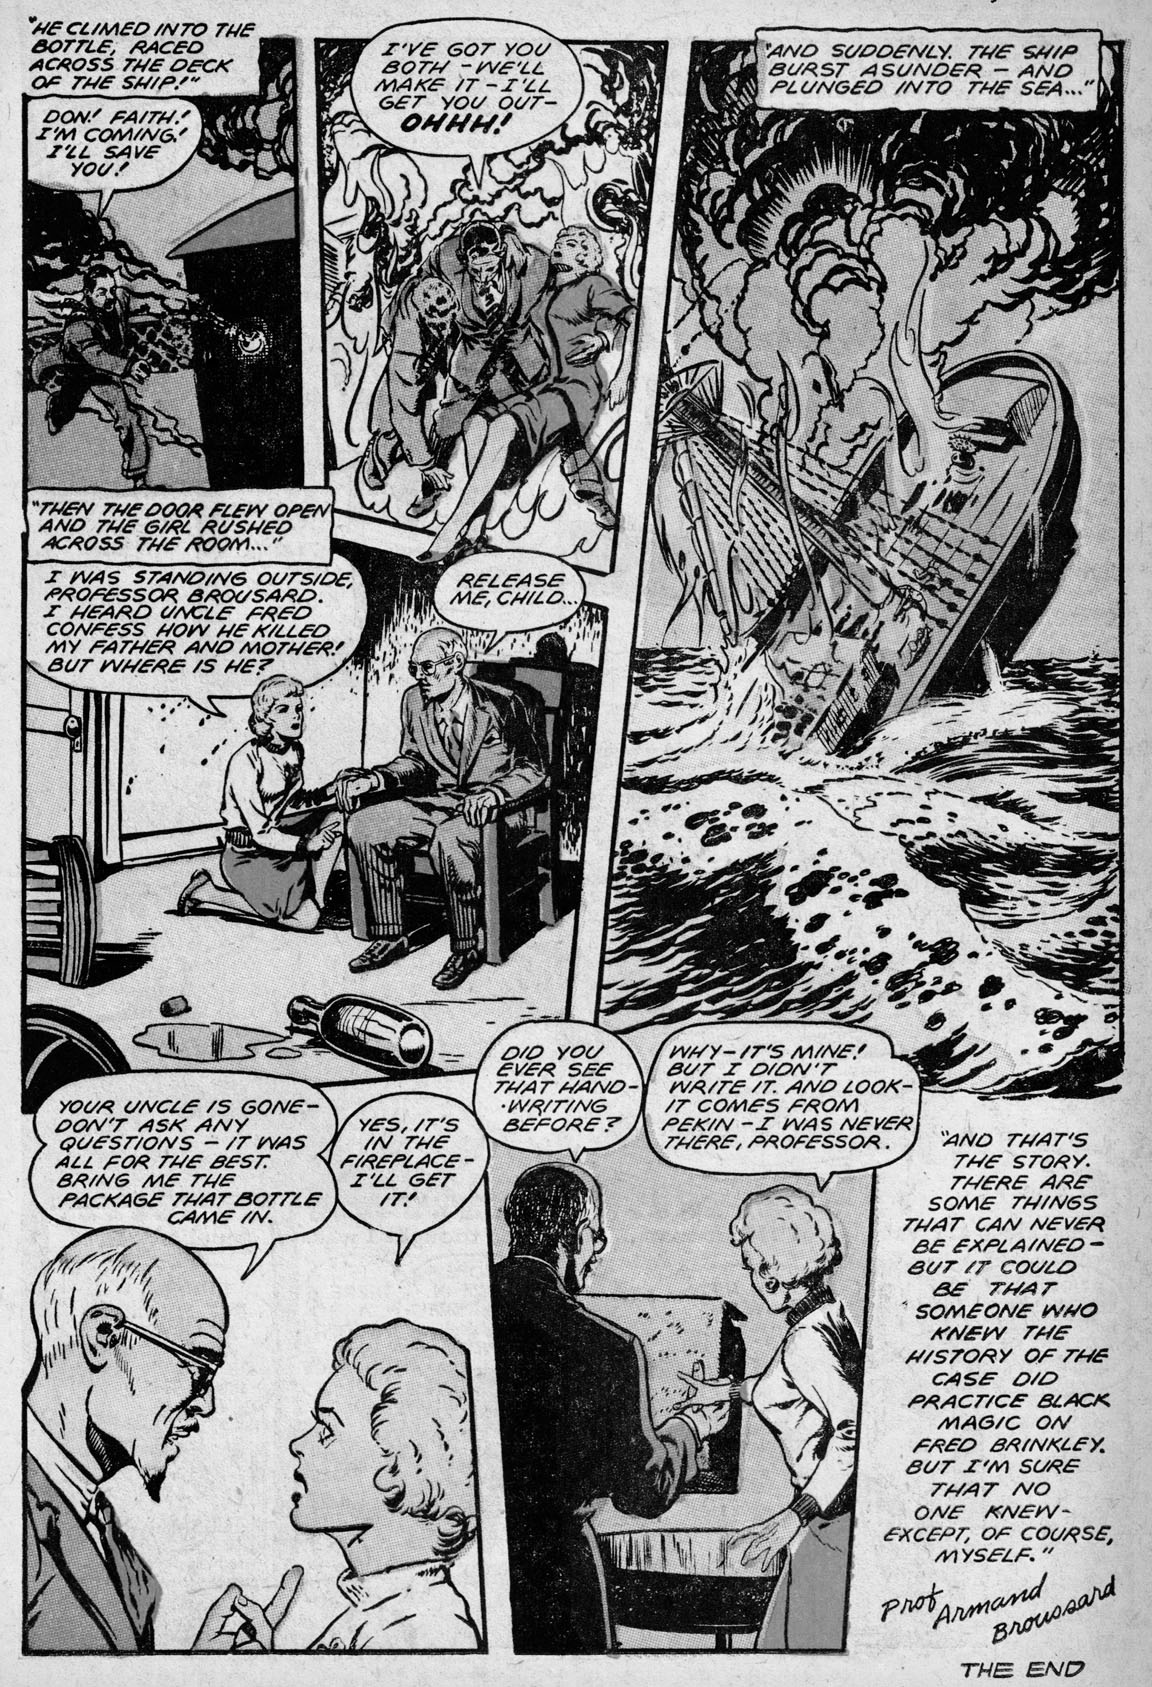 "HE CLIMED INTO THE
BOTTLE, RACED
ACROSS THE DECK
OF THE SHIP!"
DON! FAITH!
I'M COMING!
I'LL SAVE
YOU!
I'VE GOT YOU
BOTH - WE'LL
MAKE IT - I'LL
GET YOU OUT-
OHHH!
"AND SUDDENLY. THE SHIP
BURST ASUNDER - AND
PLUNGED INTO THE SEA..."
"THEN THE DOOR FLEW OPEN
AND THE GIRL RUSHED
ACROSS THE ROOM..."
I WAS STANDING OUTSIDE,
PROFESSOR BROUSARD.
I HEARD UNCLE FRED
CONFESS HOW HE KILLED
MY FATHER AND MOTHER!
BUT WHERE IS HE?
RELEASE
ME, CHILD...
YOUR UNCLE IS GONE-
DON'T ASK ANY
QUESTIONS - IT WAS
ALL FOR THE BEST.
BRING ME THE
PACKAGE THAT BOTTLE
CAME IN.
YES, IT'S
IN THE
FIREPLACE-
I'LL GET
IT!
DID YOU
EVER SEE
THAT HAND-
-WRITING
BEFORE?
WHY-IT'S MINE!
BUT I DIDN'T
WRITE IT. AND LOOK-
IT COMES FROM
PEKIN - I WAS NEVER
THERE, PROFESSOR.
"AND THAT'S
THE STORY.
THERE ARE
SOME THINGS
THAT CAN NEVER
BE EXPLAINED-
BUT IT COULD
BE THAT
SOMEONE WHO
KNEW THE
HISTORY OF THE
CASE DID
PRACTICE BLACK
MAGIC ON
FRED BRINKLEY.
BUT I'M SURE
THAT NO
ONE KNEW-
EXCEPT, OF COURSE,
MYSELF."
Prof Armand
Broussard
THE END